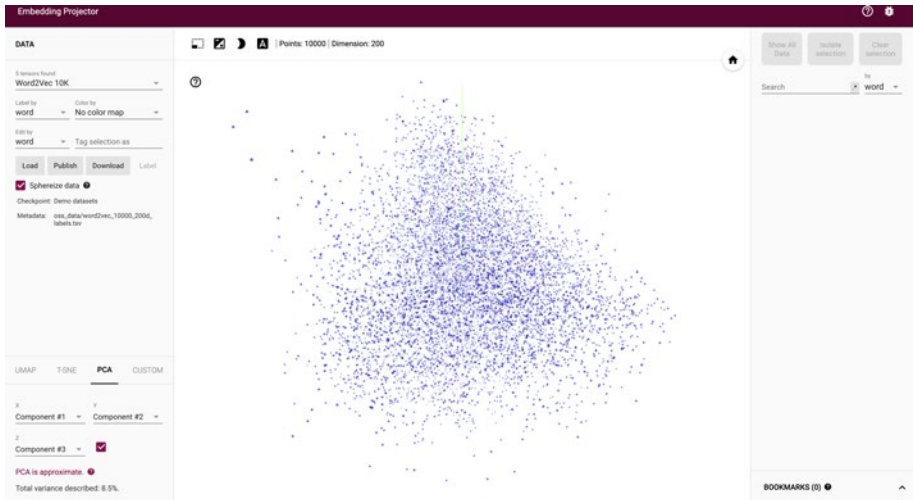 Embedding Projector
DATA
5 tensors found
Word2Vec 10K
Label by
word
Color by
No color map
Edit by
word
Tag selection as
Load Publish Download Label
Sphereize data
Checkpoint: Demo datasets
Metadata: oss_data/word2vec_10000_200d_
labels.tsv
UMAP T-SNE PCA CUSTOM
X
Component #1
Y
Component #2
Z
Component #3
PCA is approximate.
Total variance described: 8.5%.
A
Points: 10000 | Dimension: 200
Show All
Data
Isolate
selection
Clear
selection
Search
.*
by
word
BOOKMARKS (0)